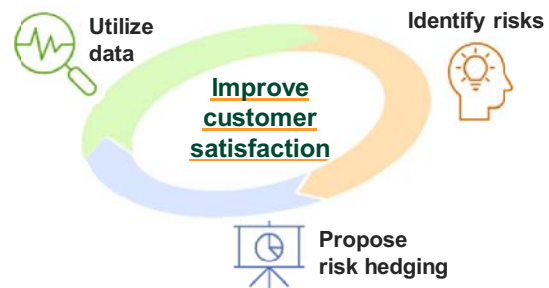 Utilize
data
Identify risks
Improve
customer
satisfaction
Propose
risk hedging